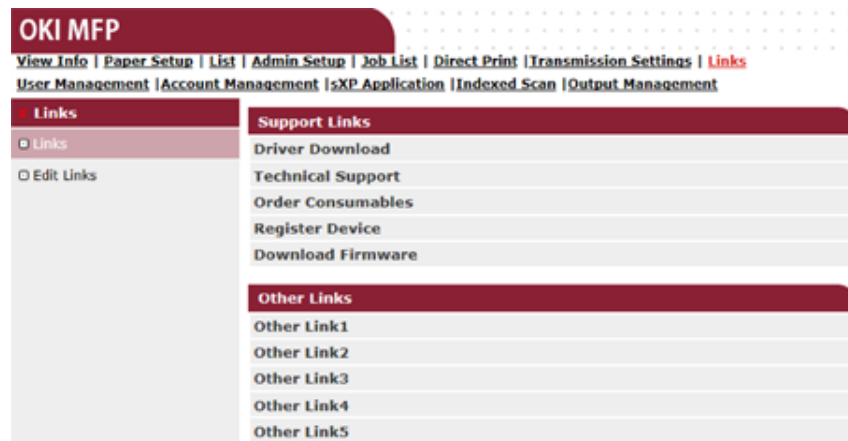 OKI MFP
View Info | Paper Setup | List | Admin Setup | Job List | Direct Print |Transmission Settings | Links
User Management |Account Management |sXP Application |Indexed Scan |Output Management
Links
Links
Edit Links
Support Links
Driver Download
Technical Support
Order Consumables
Register Device
Download Firmware
Other Links
Other Link1
Other Link2
Other Link3
Other Link4
Other Link5